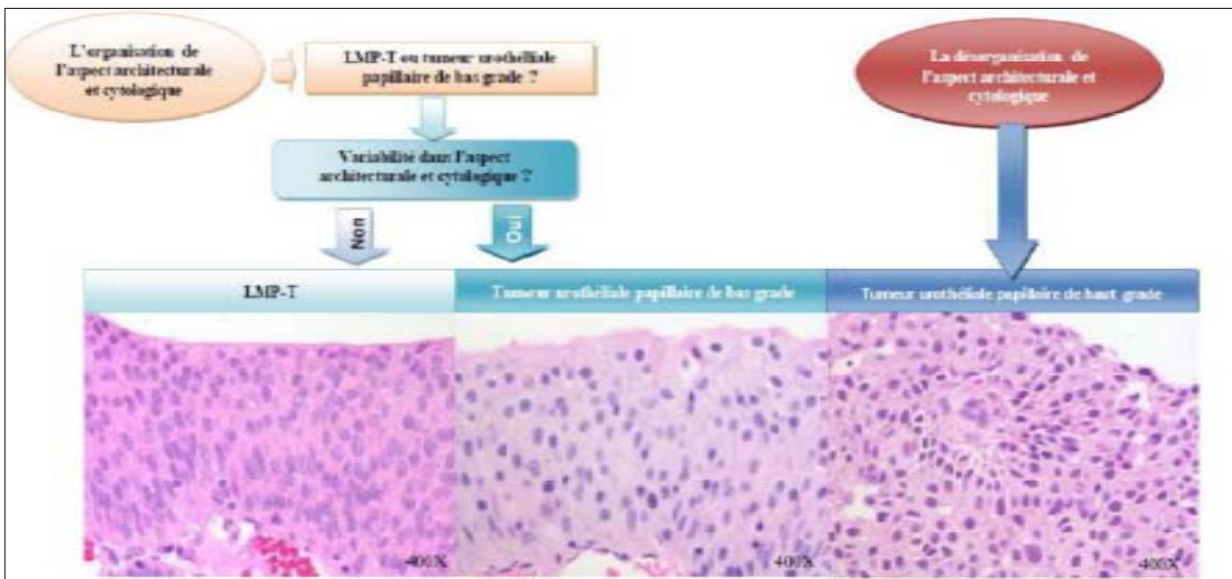 L'organisation de
l'aspect architecturale
et cytologique
LMP-T ou tumeur urothélliale
papillaire de bas grade ?
Variabilité dans l'aspect
architecturale et cytologique ?
Non
Oui
La désorganisation de
l'aspect architecturale et
cytologique
LMP-T
Tumeur urothéliale papillaire de bas grade
Tumeur urothéliale papillaire de haut grade
400X
400X
400X